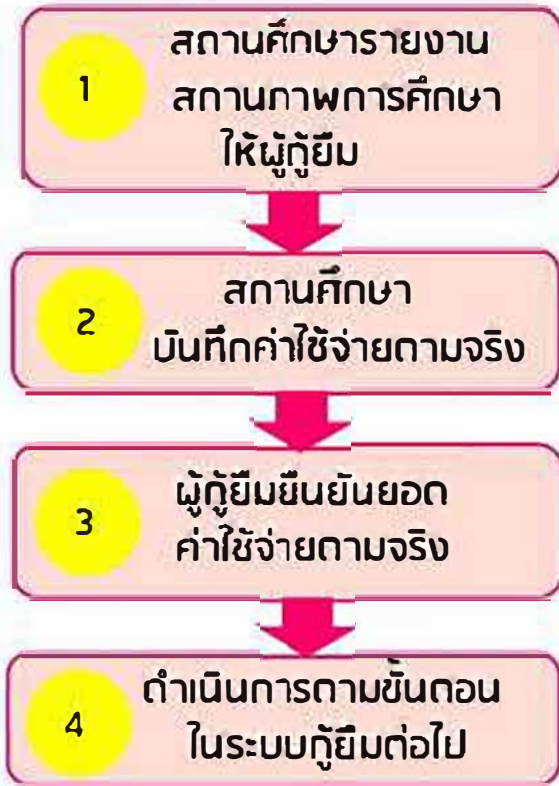 1
สถานศึกษารายงาน
สถานภาพการศึกษา
ให้ผู้กู้ยืม
2
สถานศึกษา
บันทึกค่าใช้จ่ายตามจริง
3
ผู้กู้ยืมยืนยันยอด
ค่าใช้จ่ายตามจริง
4
ดำเนินการตามขั้นตอน
ในระบบกู้ยืมต่อไป